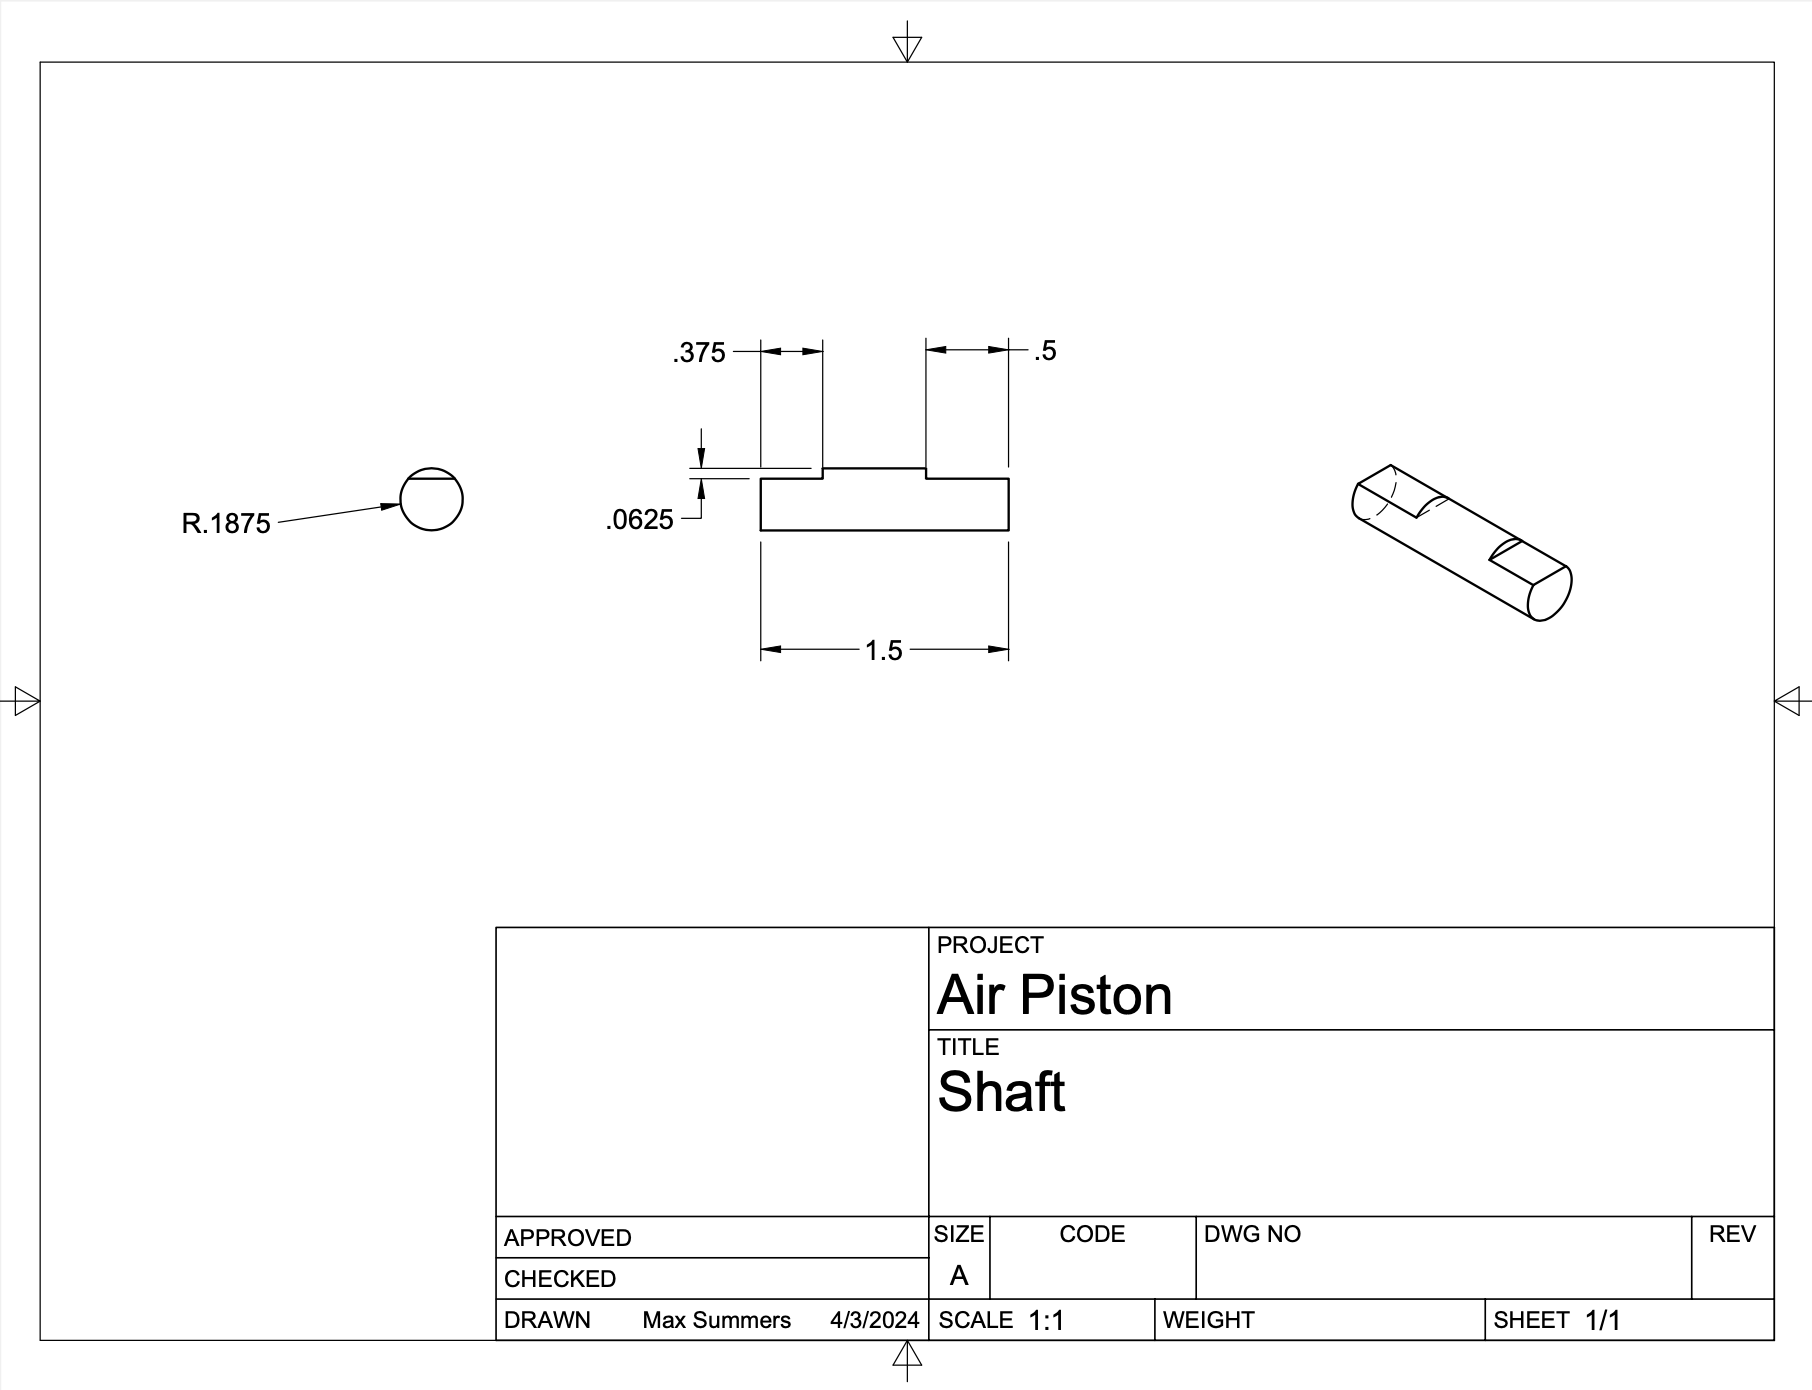 .375
.5
R.1875
.0625
1.5
PROJECT
Air Piston
TITLE
Shaft
APPROVED
CHECKED
DRAWN Max Summers 4/3/2024
SIZE
A
CODE
DWG NO
REV
SCALE 1:1
WEIGHT
SHEET 1/1